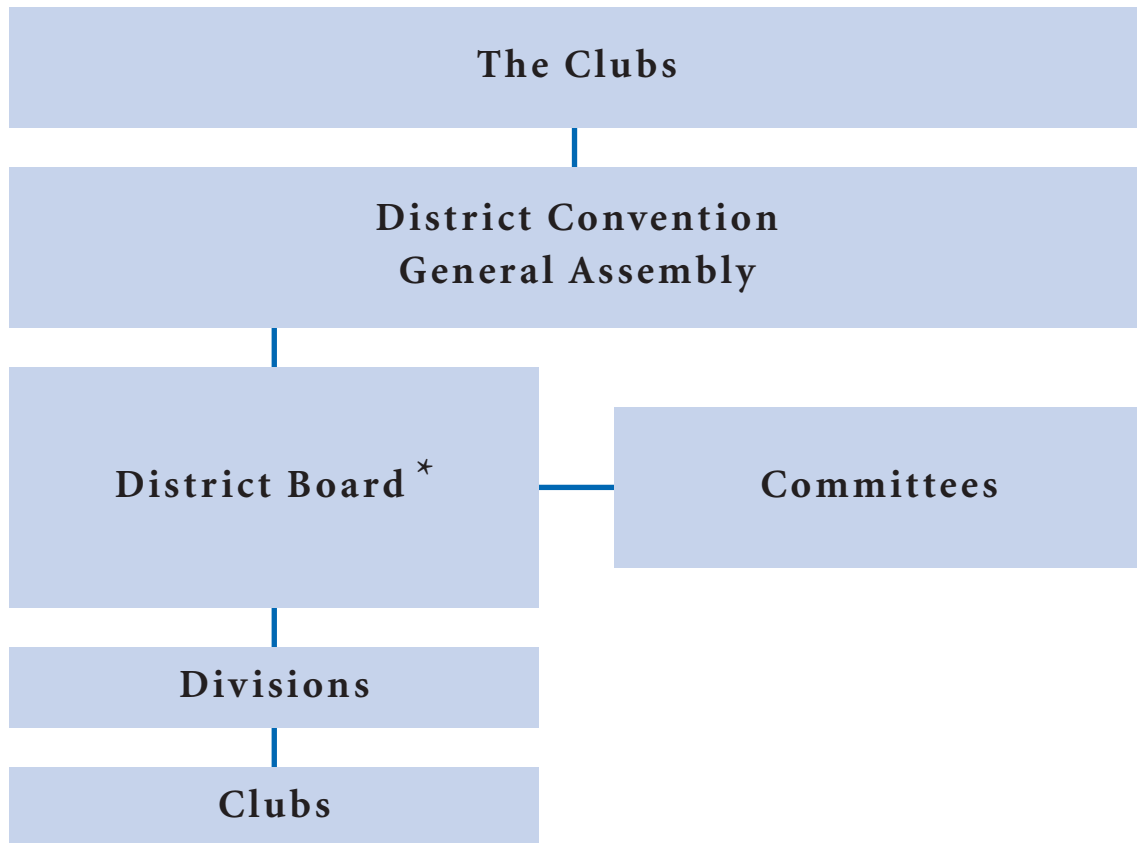 The Clubs
District Convention
General Assembly
District Board *
Committees
Divisions
Clubs